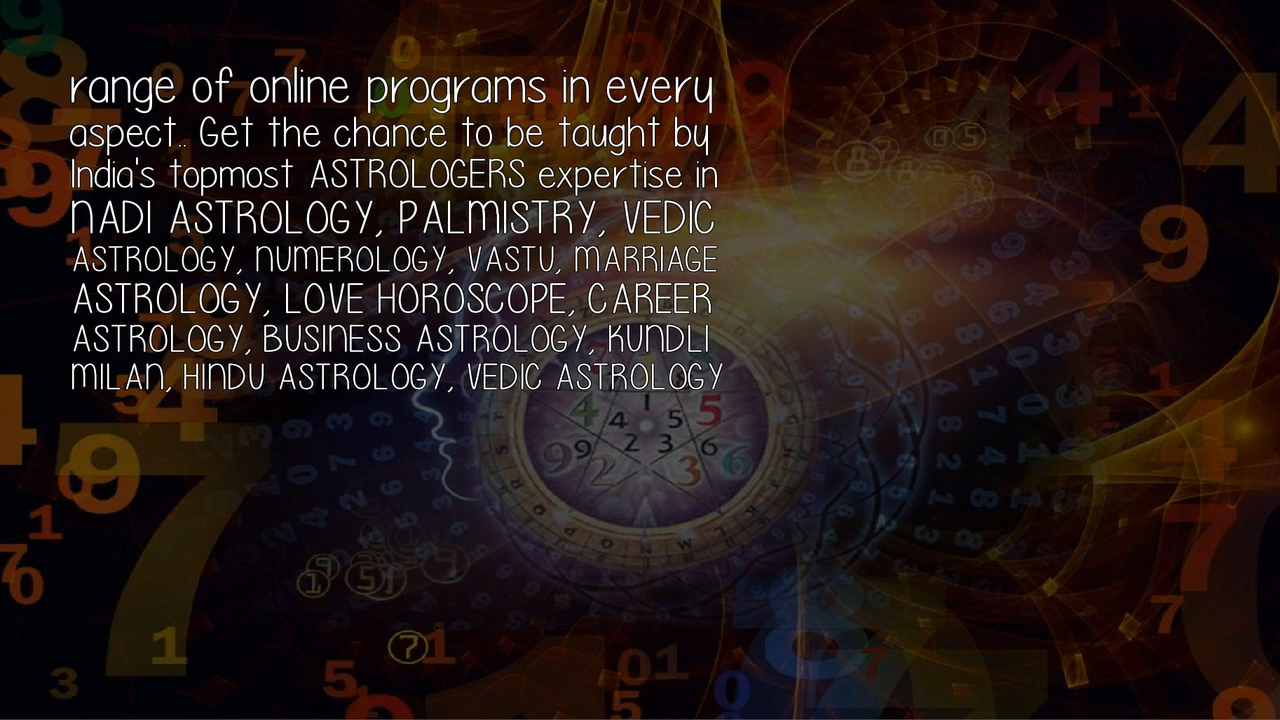 range of online programs in every
aspect.. Get the chance to be taught by
India's topmost ASTROLOGERS expertise in
NADI ASTROLOGY, PALMISTRY, VEDIC
ASTROLOGY, NUMEROLOGY, VASTU, MARRIAGE
ASTROLOGY, LOVE HOROSCOPE, CAREER
ASTROLOGY, BUSINESS ASTROLOGY, KUNDLI
MILAN, HINDU ASTROLOGY, VEDIC ASTROLOGY